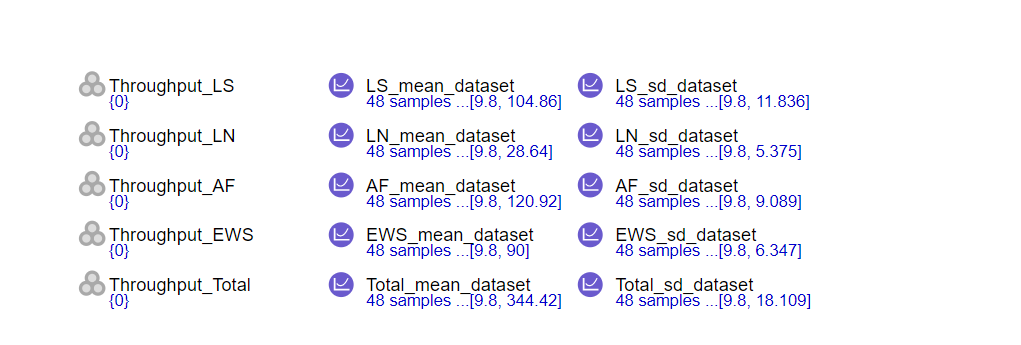 Throughput_LS
{0}
LS_mean_dataset
48 samples ...[9.8, 104.86]
LS_sd_dataset
48 samples ...[9.8, 11.836]
Throughput_LN
{0}
LN_mean_dataset
48 samples ...[9.8, 28.64]
LN_sd_dataset
48 samples ...[9.8, 5.375]
Throughput_AF
{0}
AF_mean_dataset
48 samples ...[9.8, 120.92]
AF_sd_dataset
48 samples ...[9.8, 9.089]
Throughput_EWS
{0}
EWS_mean_dataset
48 samples ...[9.8, 90]
EWS_sd_dataset
48 samples ...[9.8, 6.347]
Throughput_Total
{0}
Total_mean_dataset
48 samples ...[9.8, 344.42]
Total_sd_dataset
48 samples ...[9.8, 18.109]